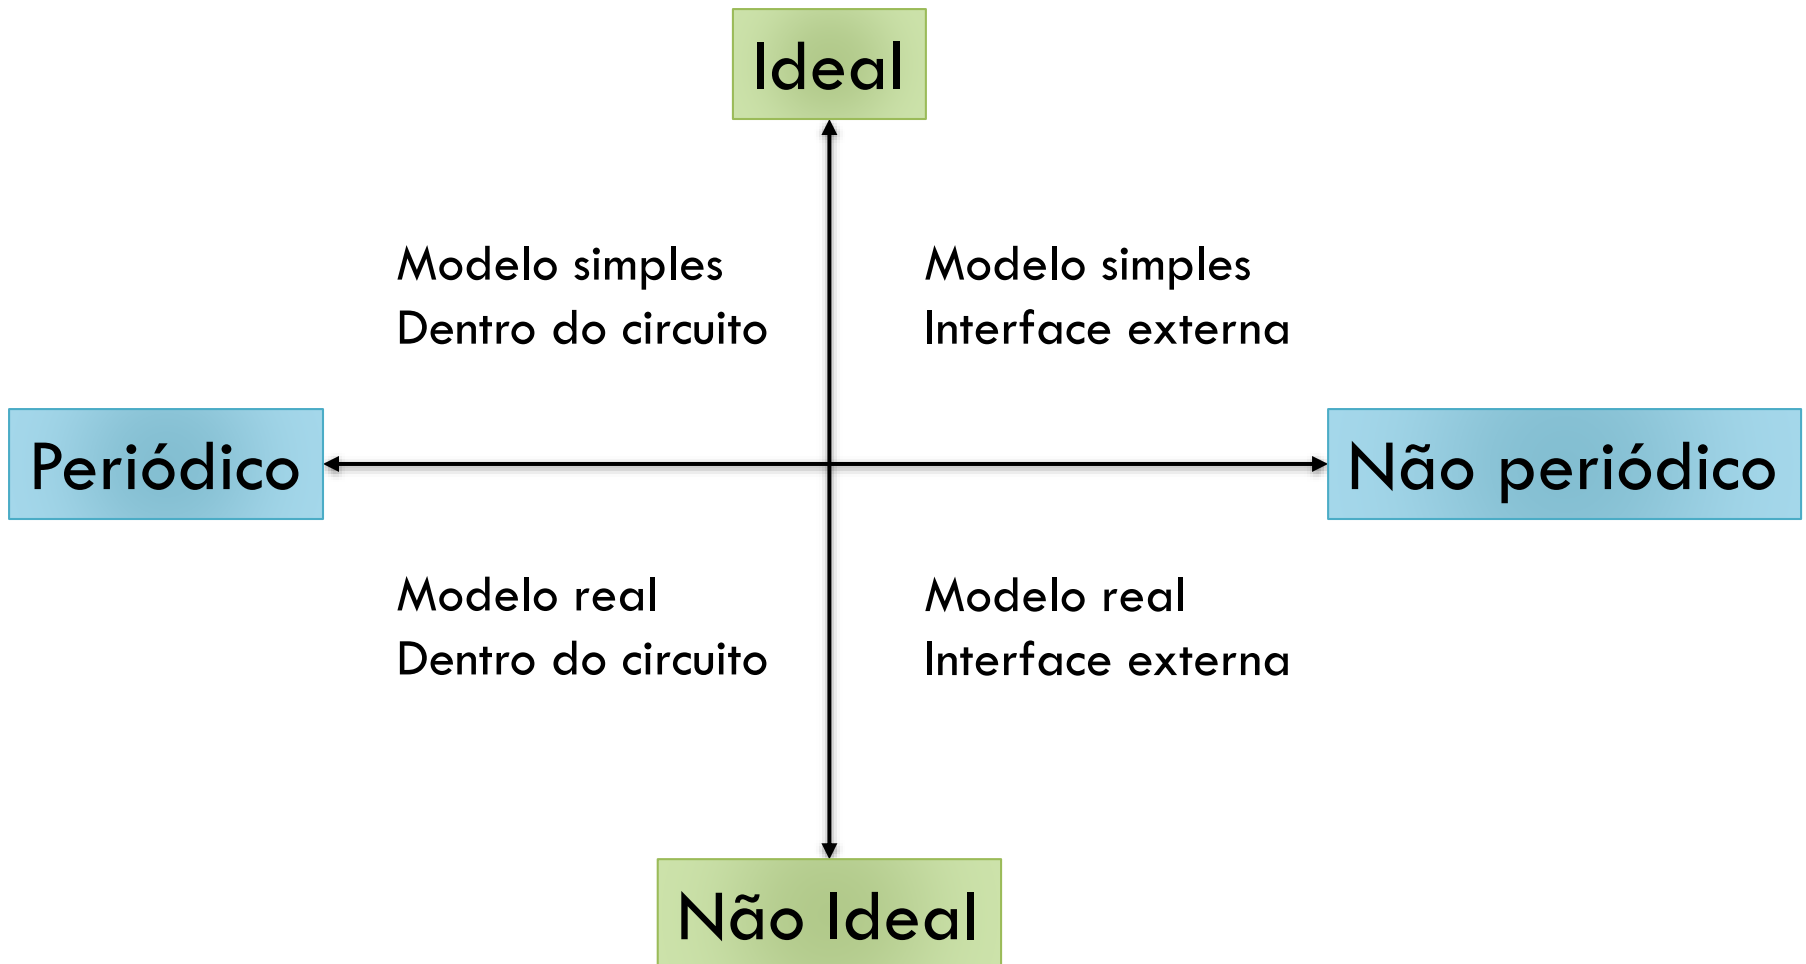 Ideal
Modelo simples
Dentro do circuito
Modelo simples
Interface externa
Periódico
Não periódico
Modelo real
Dentro do circuito
Modelo real
Interface externa
Não Ideal